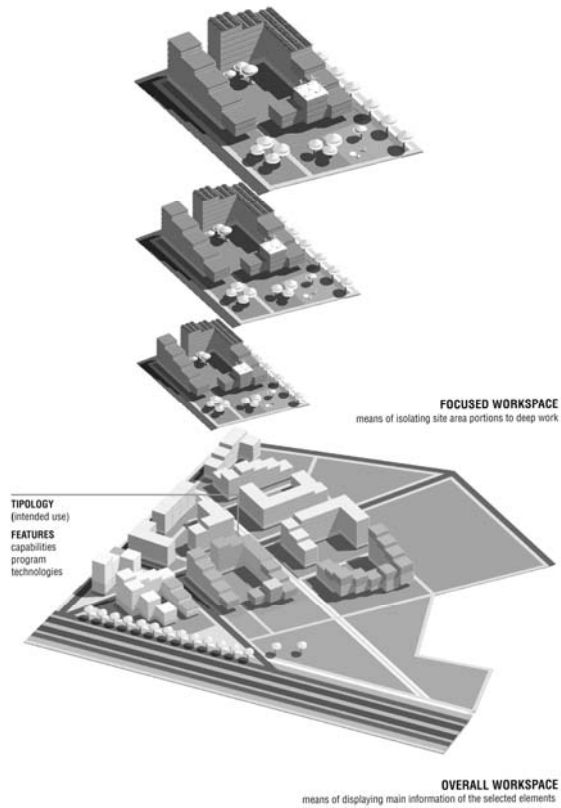 FOCUSED WORKSPACE
means of isolating site area portions to deep work
TIPOLOGY
(intended use)
FEATURES
capabilities
program
technologies
OVERALL WORKSPACE
means of displaying main information of the selected elements